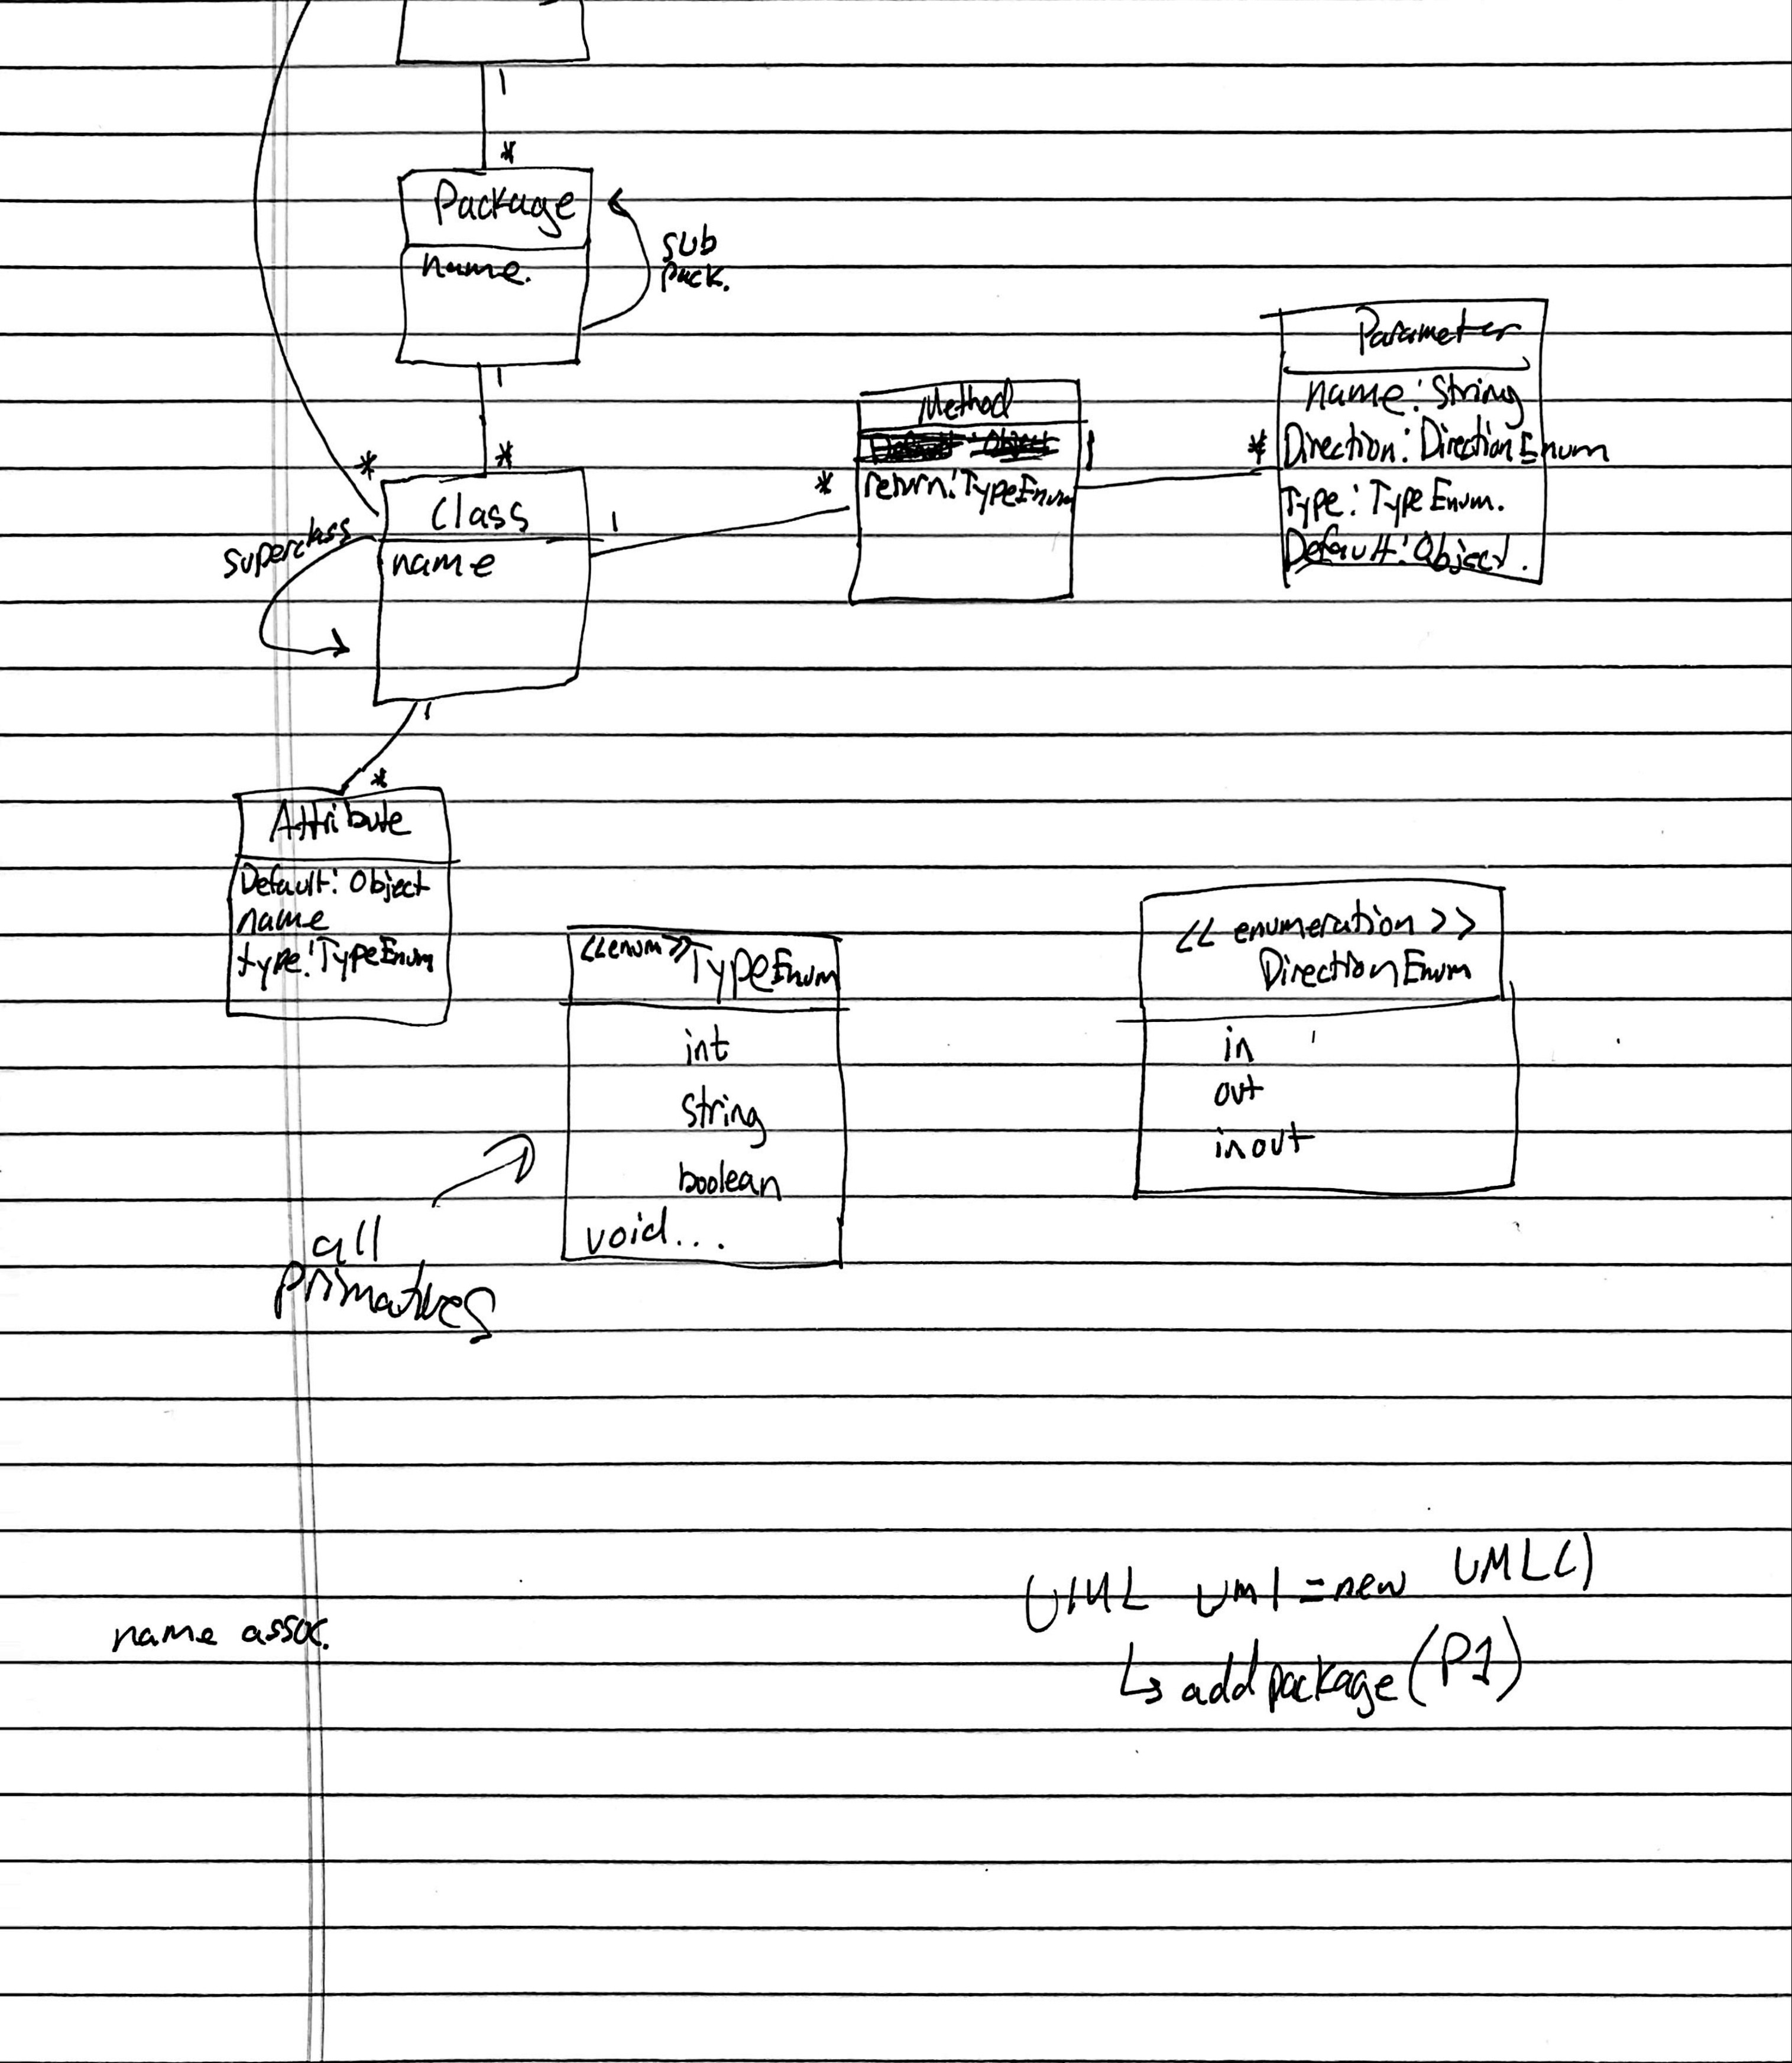 1
*
Package
name.
sub
pack.
1
*
*
Class
name
superclass
1
*
Method
return:TypeEnum
1
*
Parameter
name:String
Direction:DirectionEnum
Type:TypeEnum.
Default:Object.
1
*
Attribute
Default:Object
name
type:TypeEnum
<<enum>>TypeEnum
int
string
boolean
void...
all
primatives
<<enumeration>>
DirectionEnum
in
out
inout
UML uml=new UML()
↳ addpackage(P1)
name assoc.